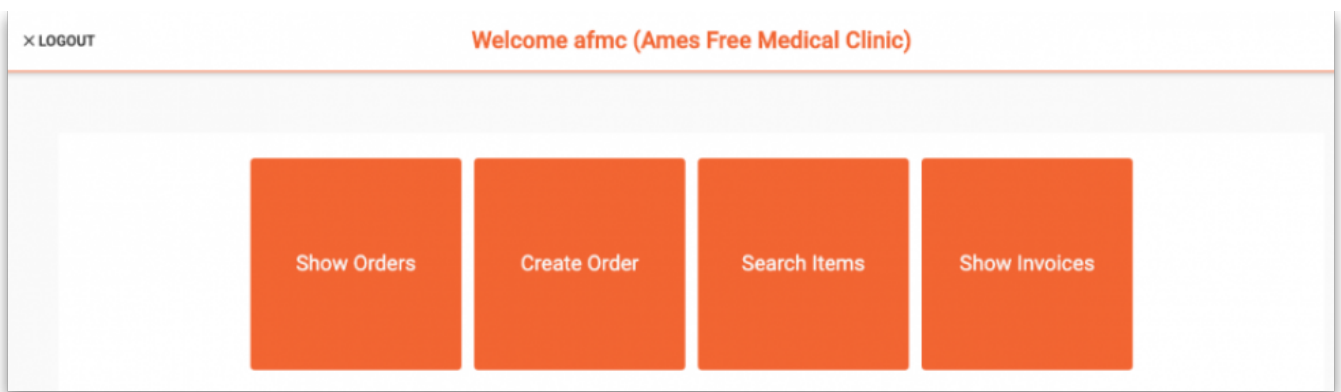 × LOGOUT
Welcome afmc (Ames Free Medical Clinic)
Show Orders
Create Order
Search Items
Show Invoices